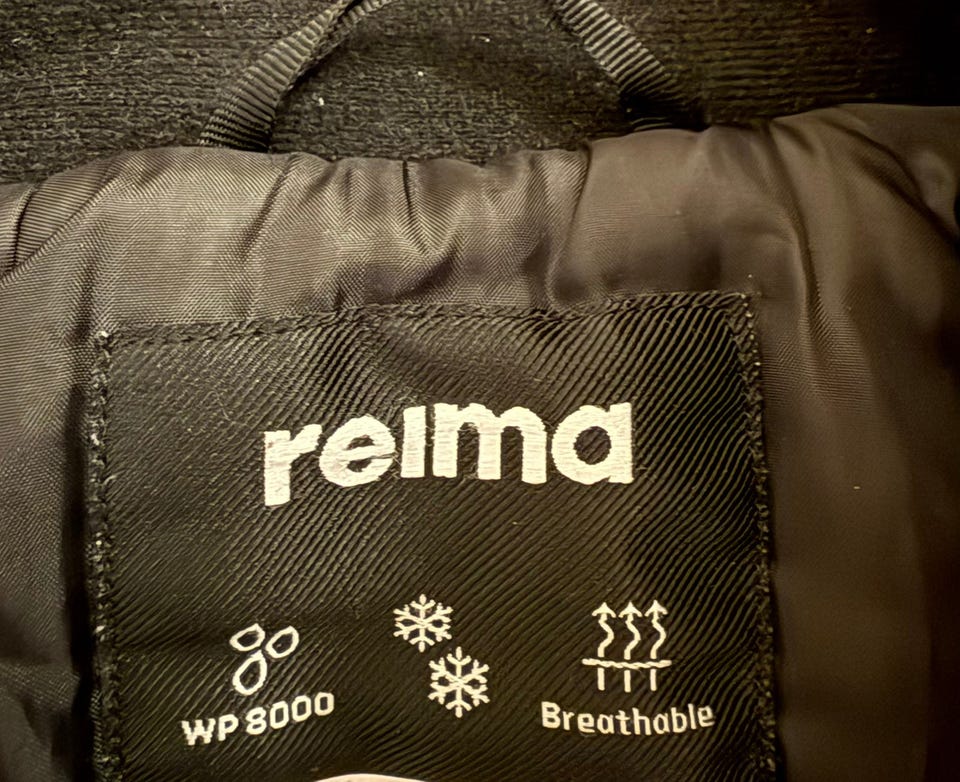 reima
WP 8000
Breathable